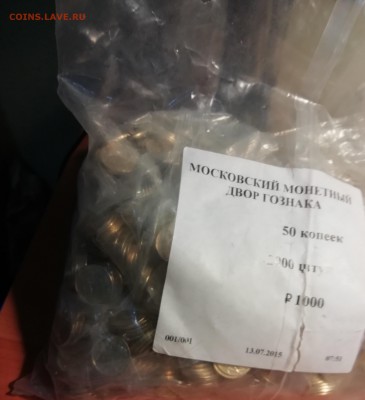 COINS.LAVE.RU
МОСКОВСКИЙ МОНЕТНЫЙ
ДВОР ГОЗНАКА
50 копеек
₽ 1000
001/001
13.07.2015